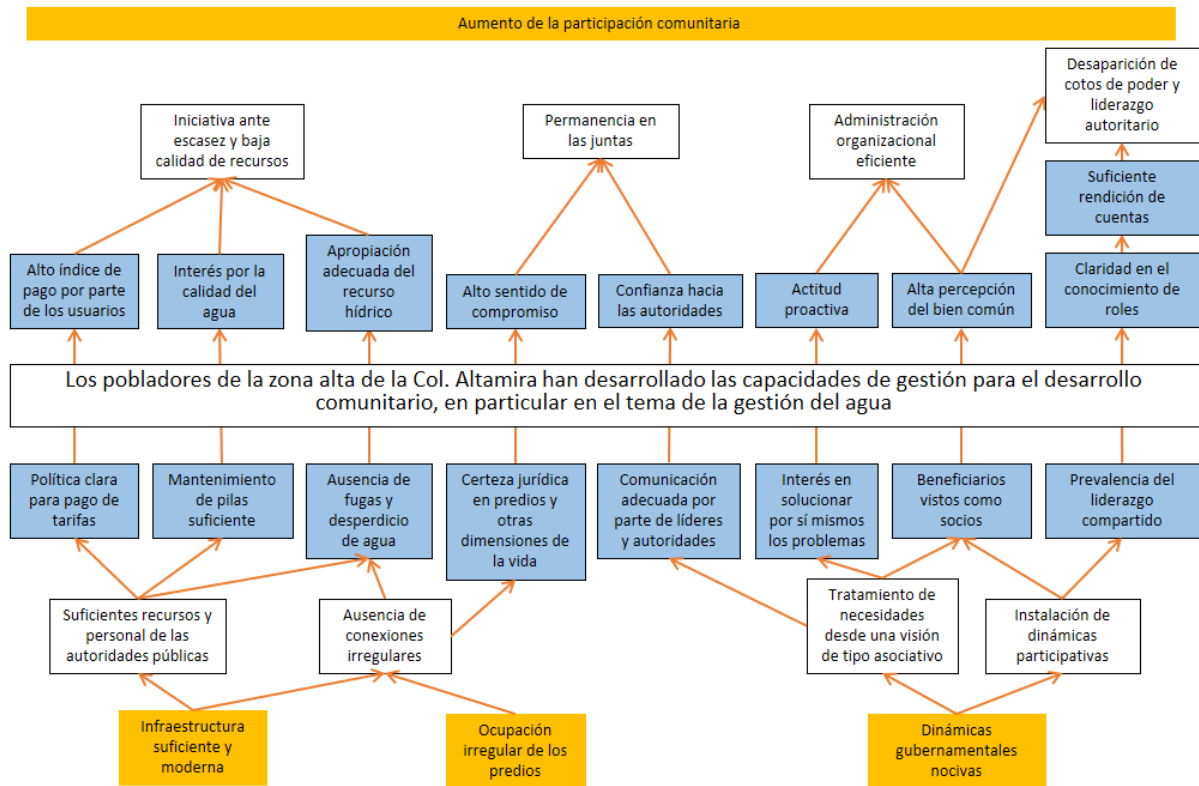 Aumento de la participación comunitaria
Desaparición de
cotos de poder y
liderazgo
autoritario
Iniciativa ante
escasez y baja
calidad de recursos
Permanencia en
las juntas
Administración
organizacional
eficiente
Suficiente
rendición de
cuentas
Alto índice de
pago por parte
de los usuarios
Interés por la
calidad del
agua
Apropiación
adecuada del
recurso
hídrico
Alto sentido de
compromiso
Confianza hacia
las autoridades
Actitud
proactiva
Alta percepción
del bien común
Claridad en el
conocimiento de
roles
Los pobladores de la zona alta de la Col. Altamira han desarrollado las capacidades de gestión para el desarrollo
comunitario, en particular en el tema de la gestión del agua
Política clara
para pago de
tarifas
Mantenimiento
de pilas
suficiente
Ausencia de
fugas y
desperdicio
de agua
Certeza jurídica
en predios y
otras
dimensiones de
la vida
Comunicación
adecuada por
parte de líderes
y autoridades
Interés en
solucionar
por sí mismos
los problemas
Beneficiarios
vistos como
socios
Prevalencia del
liderazgo
compartido
Suficientes recursos y
personal de las
autoridades públicas
Ausencia de
conexiones
irregulares
Tratamiento de
necesidades
desde una visión
de tipo asociativo
Instalación de
dinámicas
participativas
Infraestructura
suficiente y
moderna
Ocupación
irregular de los
predios
Dinámicas
gubernamentales
nocivas